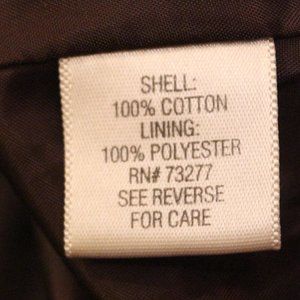 SHELL:
100% COTTON
LINING:
100% POLYESTER
RN# 73277
SEE REVERSE
FOR CARE